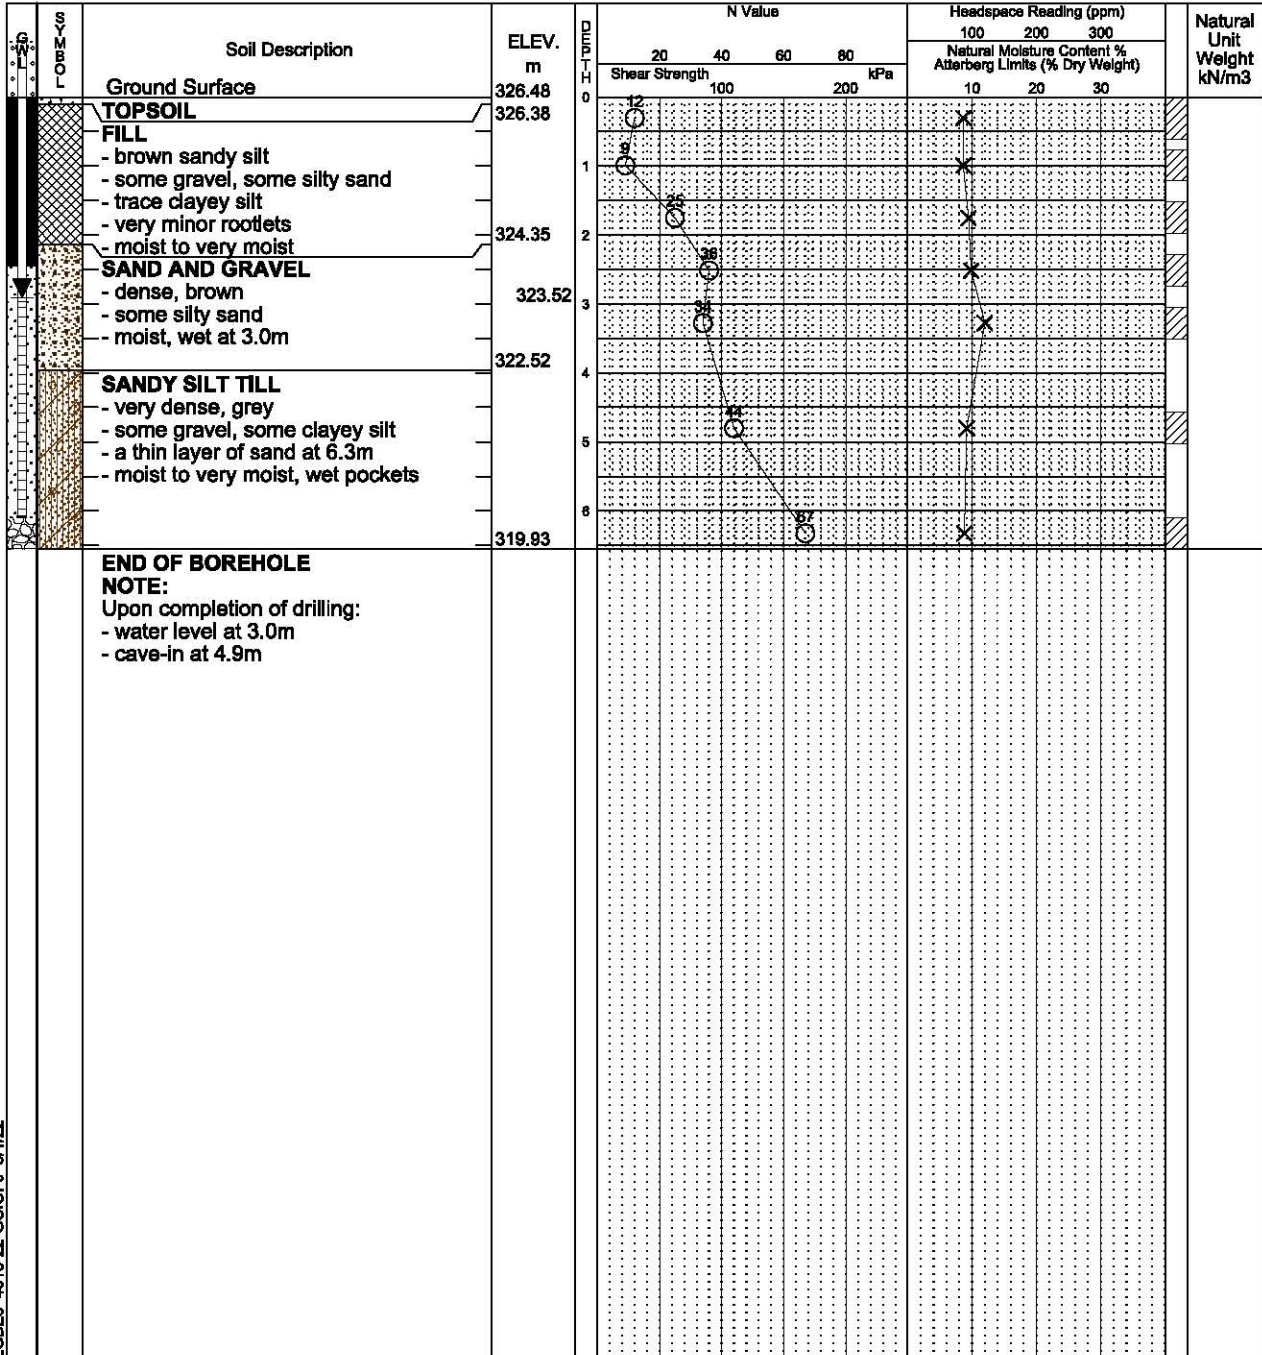 GWL
SYMBOL
Soil Description
ELEV.
m
DEPTH
N Value
20 40 60 80
Shear Strength kPa
100 200
Headspace Reading (ppm)
100 200 300
Natural Moisture Content %
Atterberg Limits (% Dry Weight)
10 20 30
Natural
Unit
Weight
kN/m3
Ground Surface 326.48 0
TOPSOIL 326.38
12
FILL
- brown sandy silt
9
- some gravel, some silty sand 1
- trace clayey silt
25
- very minor rootlets 324.35 2
- moist to very moist
36
SAND AND GRAVEL
- dense, brown 323.52
3
- some silty sand
34
- moist, wet at 3.0m
322.52
4
SANDY SILT TILL
- very dense, grey
44
- some gravel, some clayey silt
- a thin layer of sand at 6.3m 5
- moist to very moist, wet pockets
6
67
319.93
END OF BOREHOLE
NOTE:
Upon completion of drilling:
- water level at 3.0m
- cave-in at 4.9m